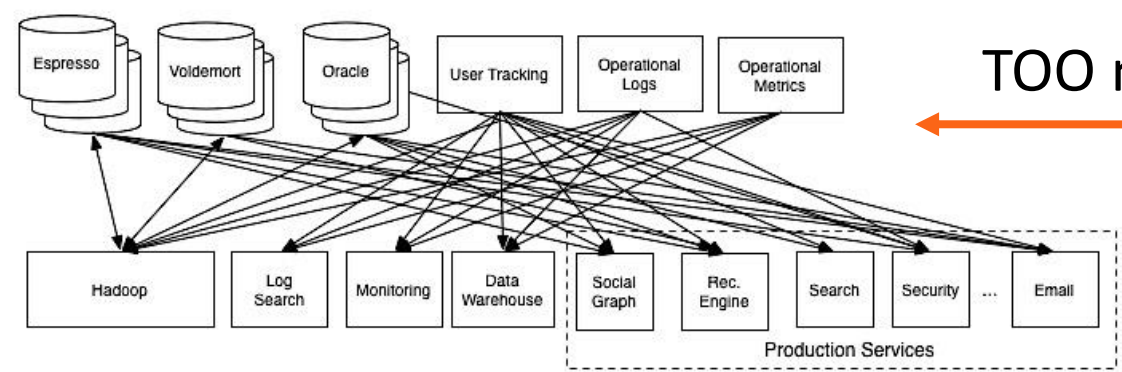 Espresso
Voldemort
Oracle
User Tracking
Operational
Logs
Operational
Metrics
TOO
Hadoop
Log
Search
Monitoring
Data
Warehouse
Social
Graph
Rec.
Engine
Search
Security
...
Email
Production Services